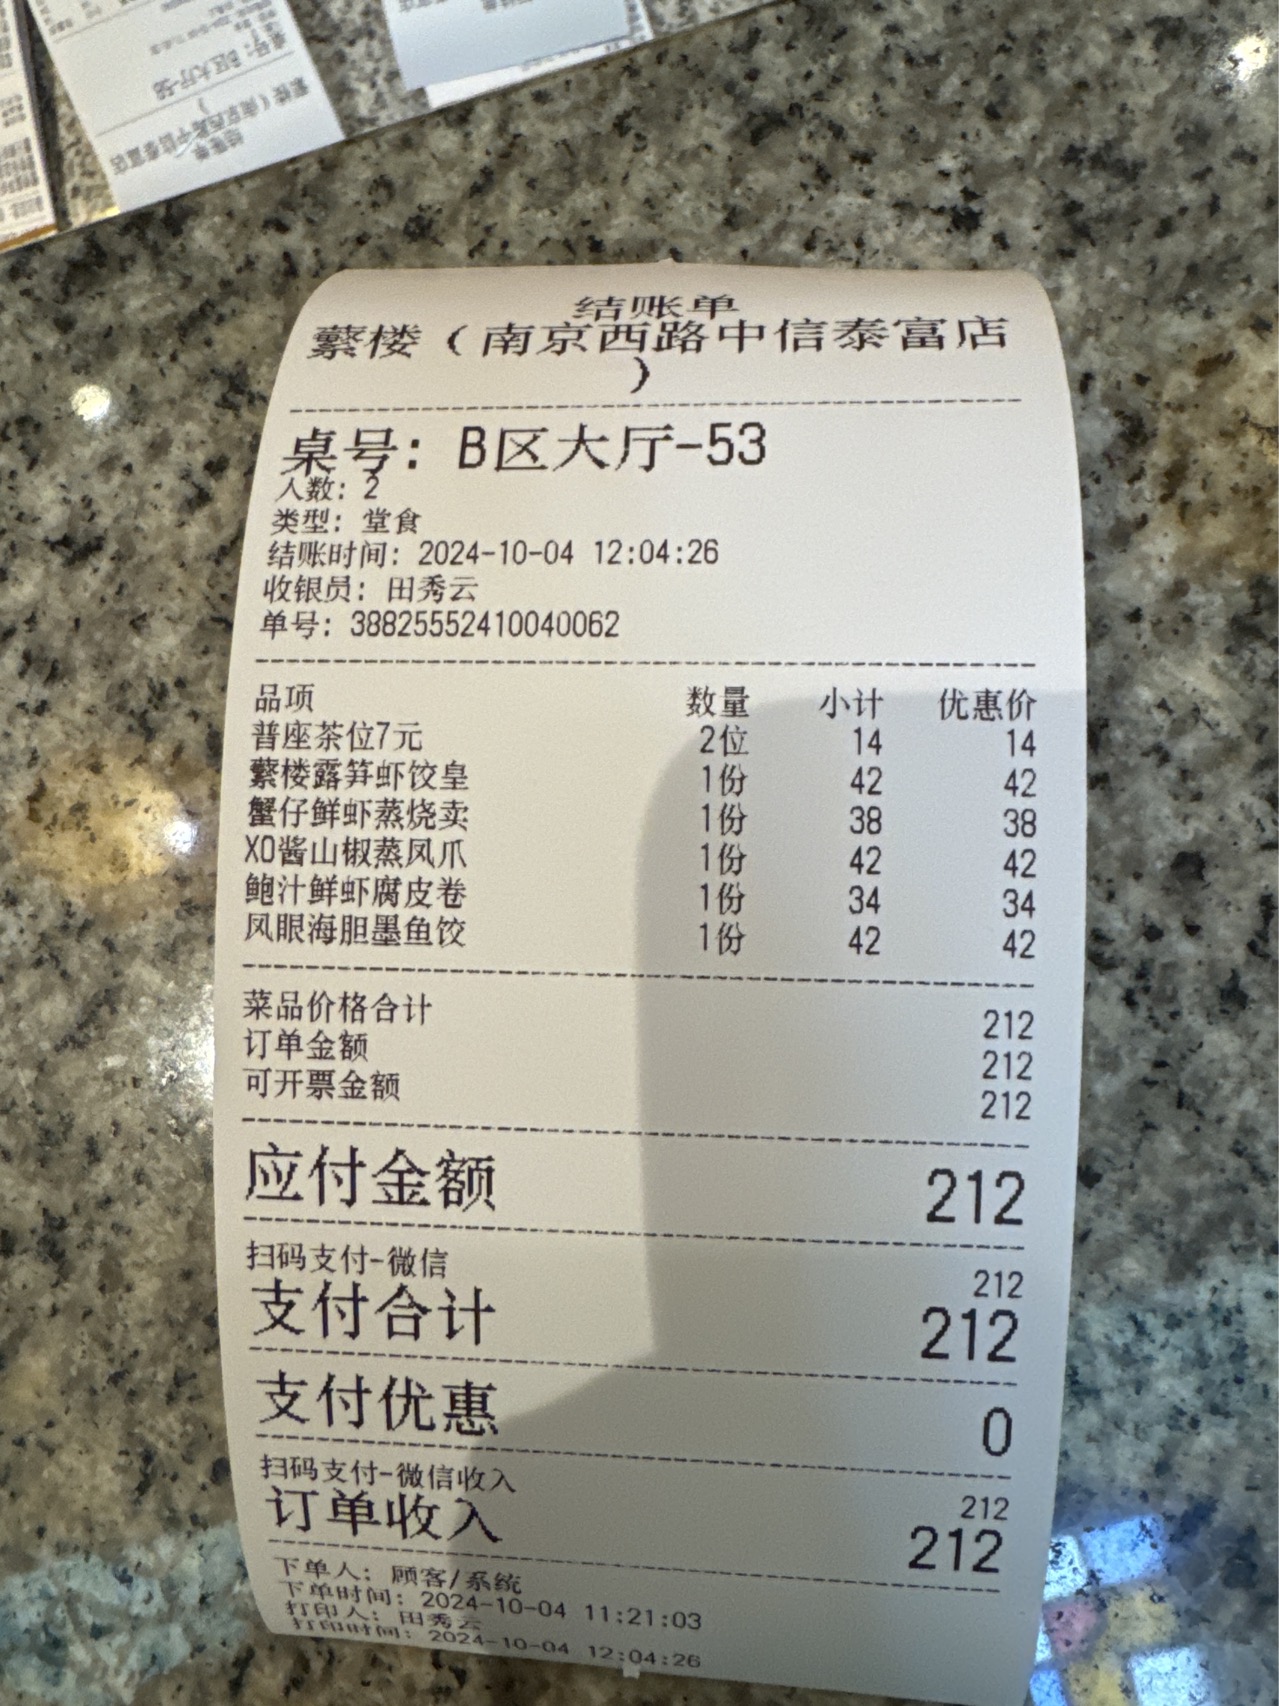 结账单
蘩楼（南京西路中信泰富店
）
桌号：B区大厅-53
人数：2
类型：堂食
结账时间：2024-10-04 12:04:26
收银员：田秀云
单号：38825552410040062
品项 数量 小计 优惠价
普座茶位7元 2位 14 14
蘩楼露笋虾饺皇 1份 42 42
蟹仔鲜虾蒸烧卖 1份 38 38
XO酱山椒蒸凤爪 1份 42 42
鲍汁鲜虾腐皮卷 1份 34 34
凤眼海胆墨鱼饺 1份 42 42
菜品价格合计 212
订单金额 212
可开票金额 212
应付金额 212
扫码支付-微信 212
支付合计 212
支付优惠 0
扫码支付-微信收入 212
订单收入 212
下单人：顾客/系统
下单时间：2024-10-04 11:21:03
打印人：田秀云
打印时间：2024-10-04 12:04:26